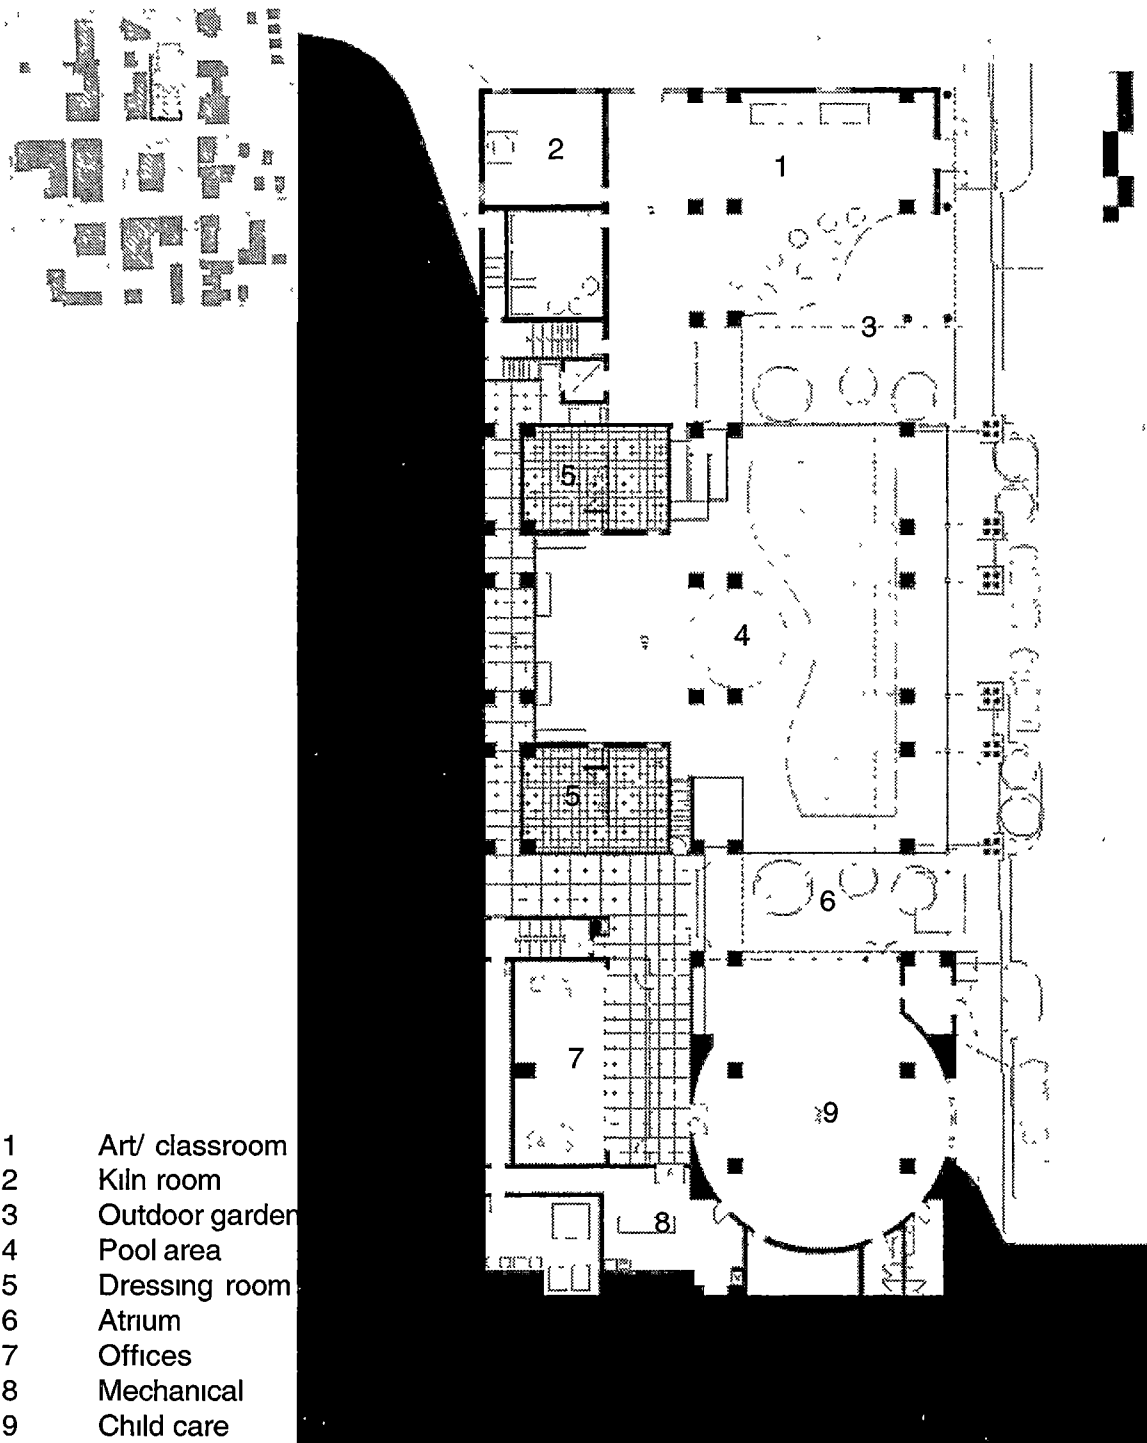 2
1
3
5
4
5
6
7
9
8
1 Art/ classroom
2 Kiln room
3 Outdoor garden
4 Pool area
5 Dressing room
6 Atrium
7 Offices
8 Mechanical
9 Child care